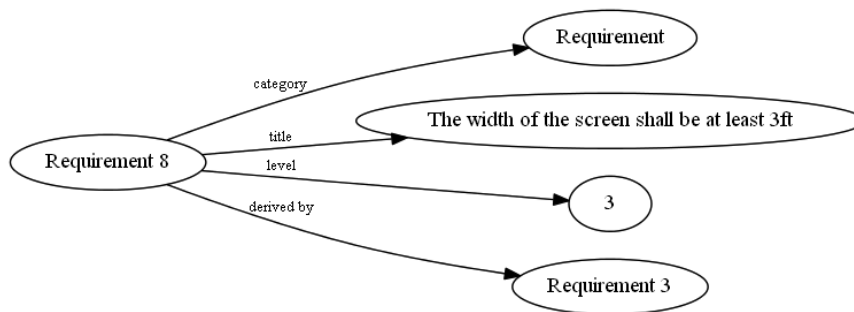 Requirement
category
The width of the screen shall be at least 3ft
title
Requirement 8
level
3
derived by
Requirement 3